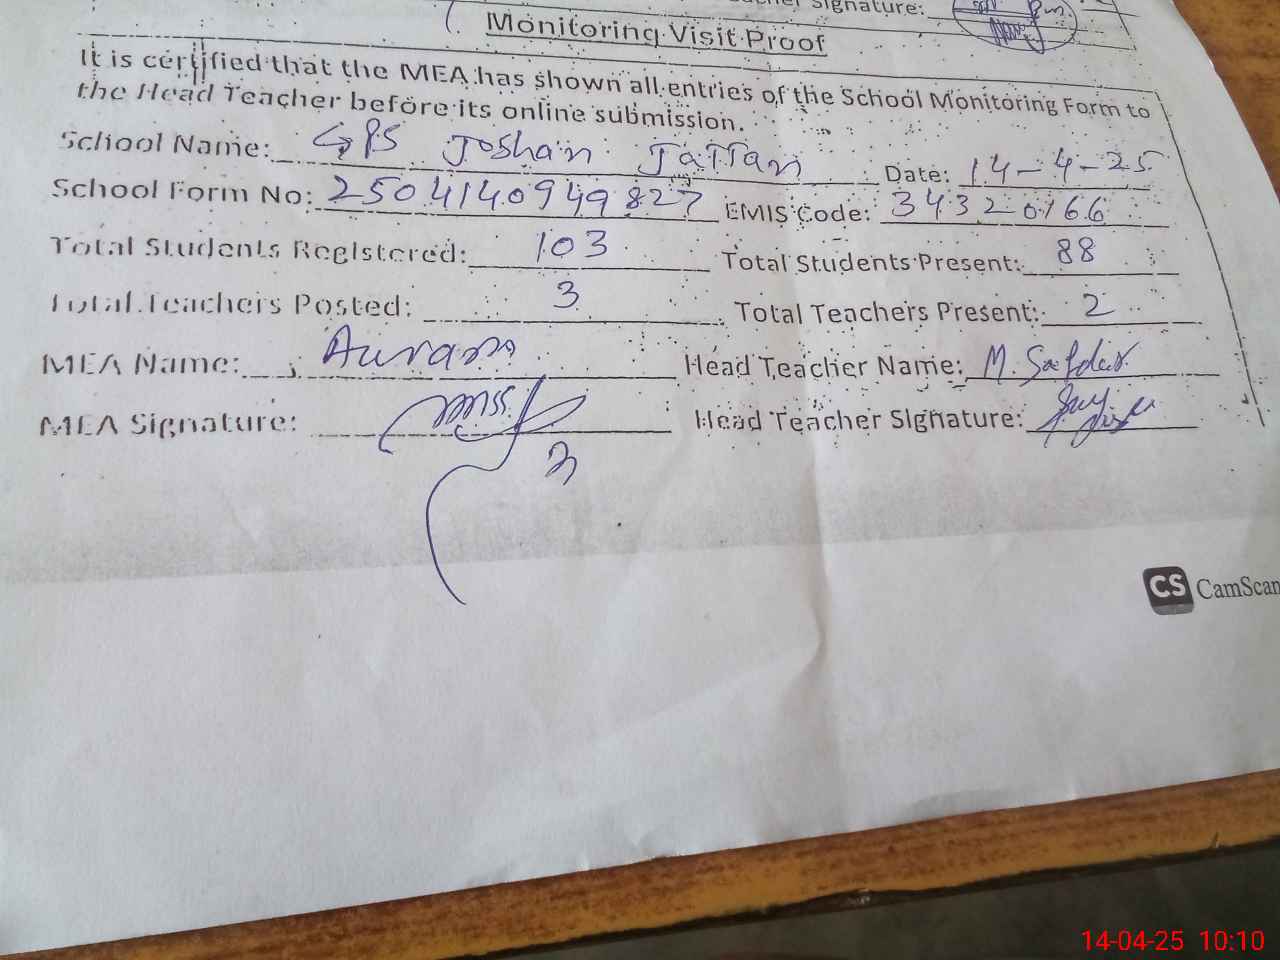 Signature:
Monitoring Visit Proof
It is certified that the MEA has shown all entries of the School Monitoring Form to
the Head Teacher before its online submission.
School Name: GPS Joshan Jattan Date: 14-4-25
School Form No: 2504140949827 EMIS Code: 34320166
Total Students Registered: 103 Total Students Present: 88
Total Teachers Posted: 3 Total Teachers Present: 2
MEA Name: Head Teacher Name: M. Safdar
MEA Signature: Head Teacher Signature:
CS CamScan
14-04-25 10:10